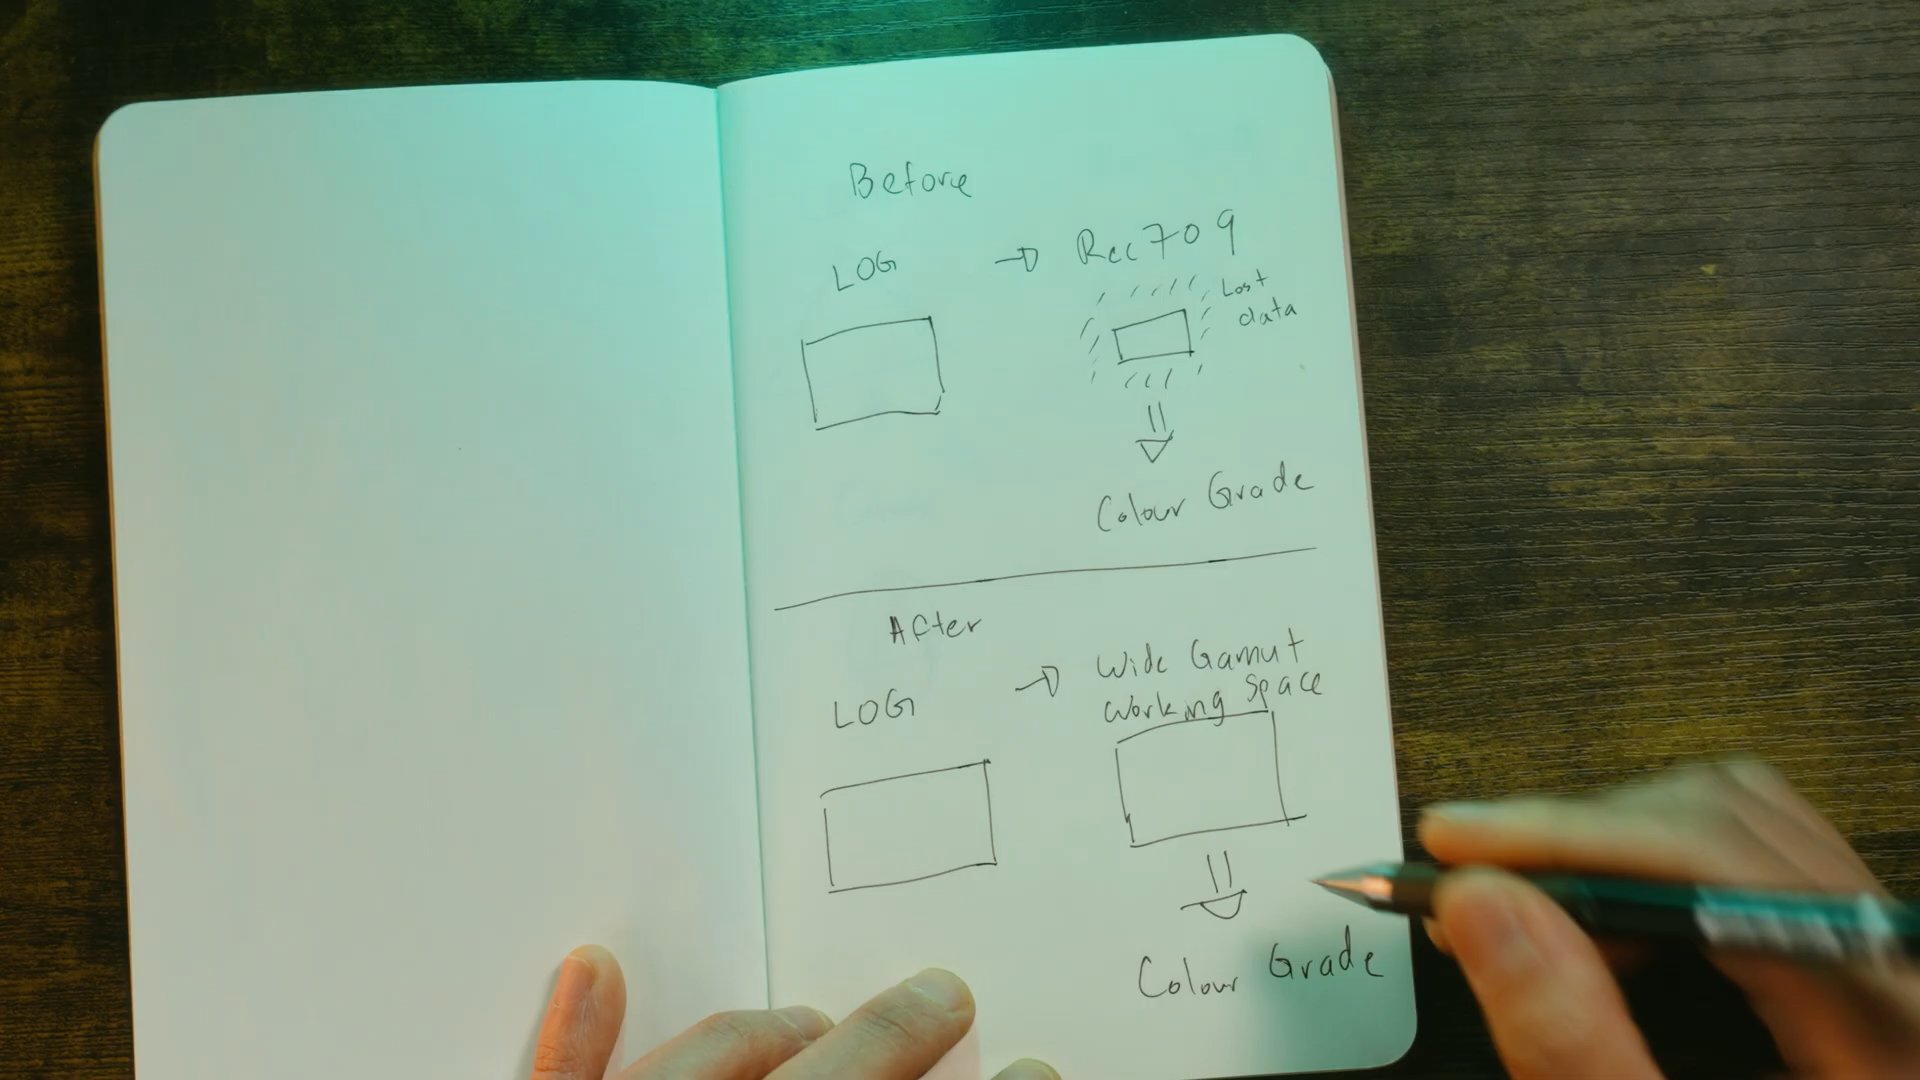 Before
LOG → Rec709
Lost
data
Colour Grade
After
LOG → Wide Gamut
Working Space
Colour Grade